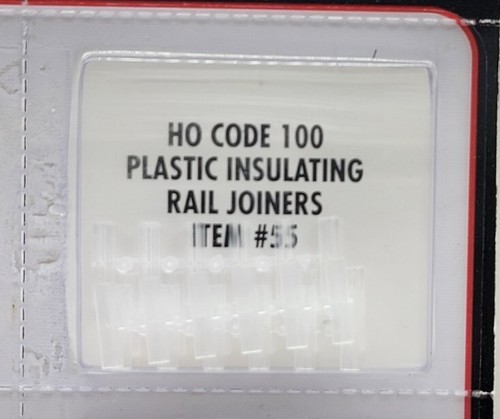 HO CODE 100
PLASTIC INSULATING
RAIL JOINERS
ITEM #55